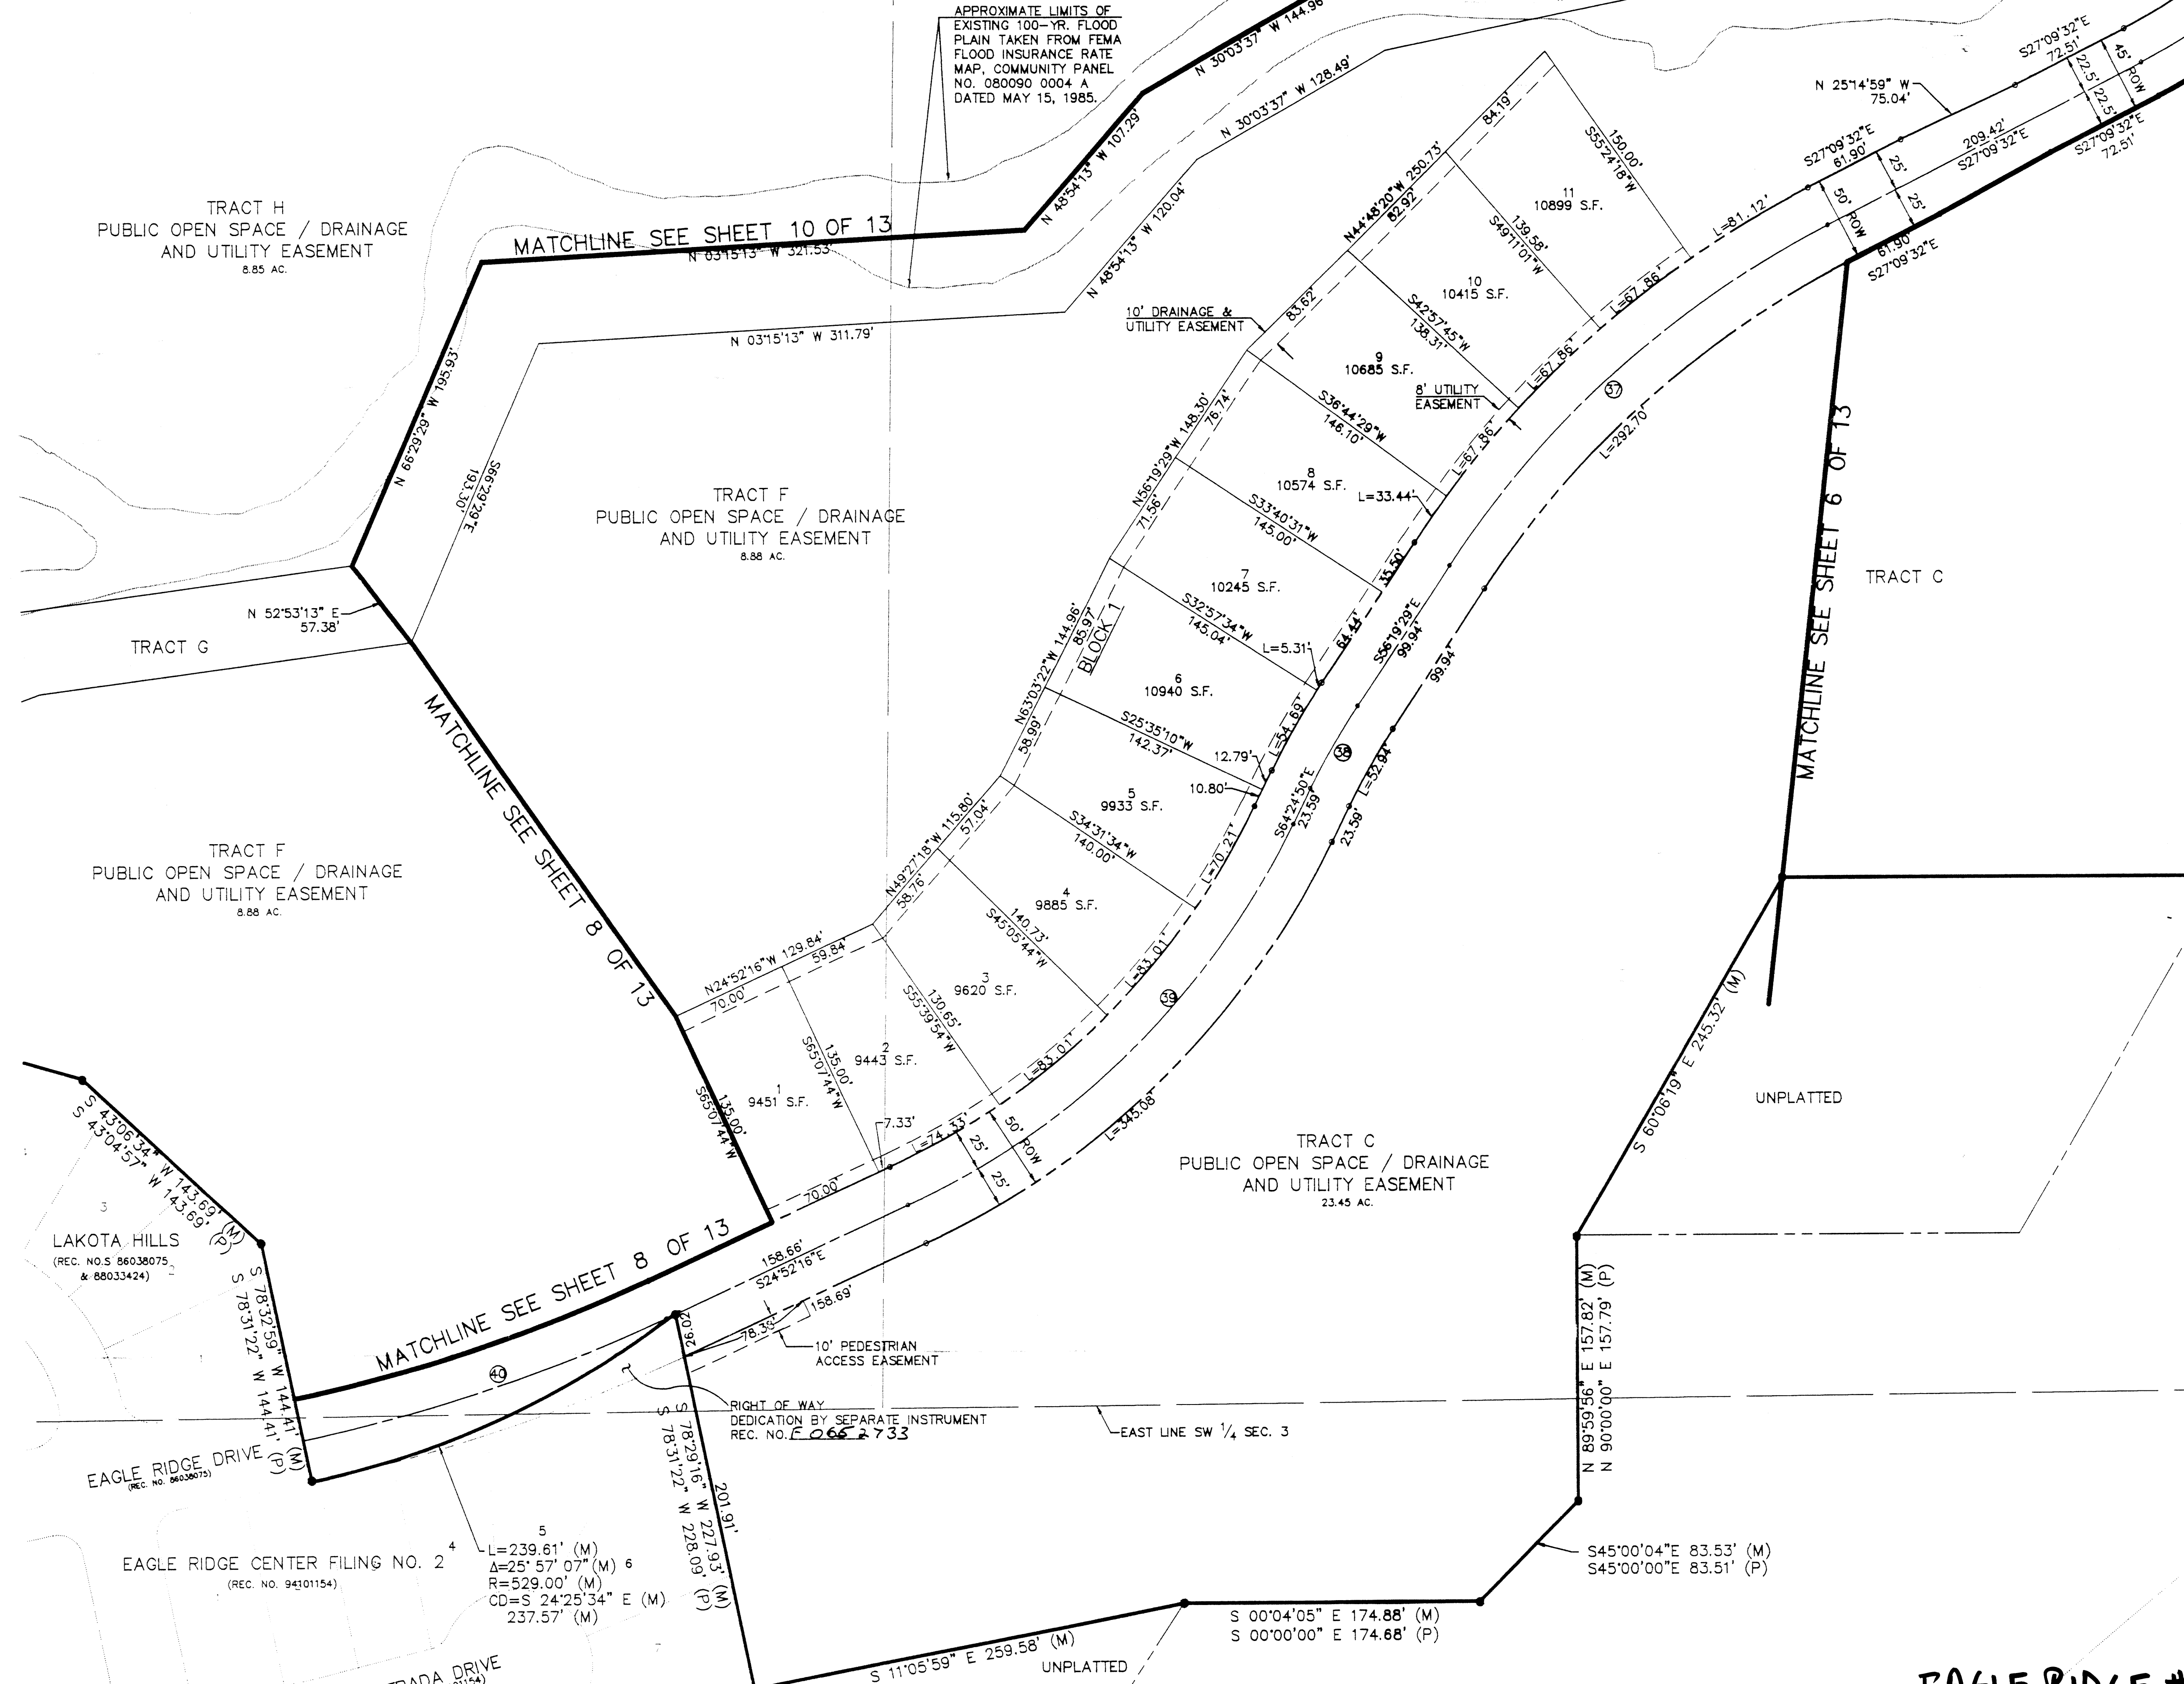 APPROXIMATE LIMITS OF
EXISTING 100-YR. FLOOD
PLAIN TAKEN FROM FEMA
FLOOD INSURANCE RATE
MAP, COMMUNITY PANEL
NO. 080090 0004 A
DATED MAY 15, 1985.
N 30°03'37" W 144.96'
N 30°03'37" W 128.49'
N 48°54'13" W 107.29'
N 48°54'13" W 120.04'
TRACT H
PUBLIC OPEN SPACE / DRAINAGE
AND UTILITY EASEMENT
8.85 AC.
MATCHLINE SEE SHEET 10 OF 13
N 03°15'13" W 321.53'
N 03°15'13" W 311.79'
N 66°29'29" W 195.93'
S66°29'29"E
193.30'
TRACT F
PUBLIC OPEN SPACE / DRAINAGE
AND UTILITY EASEMENT
8.88 AC.
N 52°53'13" E
57.38'
TRACT G
MATCHLINE SEE SHEET 8 OF 13
TRACT F
PUBLIC OPEN SPACE / DRAINAGE
AND UTILITY EASEMENT
8.88 AC.
S27°09'32"E
72.51'
45' ROW
22.5'
22.5'
N 25°14'59" W
75.04'
S27°09'32"E
61.90'
209.42'
S27°09'32"E
S27°09'32"E
72.51'
25'
25'
50' ROW
61.90'
S27°09'32"E
L=81.12'
84.19'
150.00'
S55°24'18"W
11
10899 S.F.
N44°48'20"W 250.73'
82.92'
139.58'
S49°11'01"W
10
10415 S.F.
L=67.86'
83.62'
S42°57'45"W
138.31'
10' DRAINAGE &
UTILITY EASEMENT
9
10685 S.F.
L=67.86'
8' UTILITY
EASEMENT
37
L=292.70'
S36°44'29"W
146.10'
L=67.86'
N56°19'29"W 148.30'
76.74'
8
10574 S.F.
L=33.44'
71.56'
S33°40'31"W
145.00'
35.50'
7
10245 S.F.
S32°57'34"W
145.04'
L=5.31'
64.44'
S56°19'29"E
99.94'
99.94'
N63°03'22"W 144.96'
85.97'
BLOCK 1
6
10940 S.F.
58.99'
S25°35'10"W
142.37'
L=54.69'
12.79'
10.80'
38
L=52.94'
S64°24'50"E
23.59'
23.59'
5
9933 S.F.
N49°27'18"W 115.80'
57.04'
S34°31'34"W
140.00'
L=70.21'
58.76'
4
9885 S.F.
140.73'
S45°05'44"W
L=83.01'
39
N24°52'16"W 129.84'
59.84'
70.00'
3
9620 S.F.
130.65'
S55°39'54"W
L=83.01'
2
9443 S.F.
135.00'
S65°07'44"W
1
9451 S.F.
135.00'
S65°07'44"W
7.33'
L=74.33'
50' ROW
25'
25'
L=345.08'
70.00'
MATCHLINE SEE SHEET 6 OF 13
TRACT C
TRACT C
PUBLIC OPEN SPACE / DRAINAGE
AND UTILITY EASEMENT
23.45 AC.
S 60°06'19" E 245.32' (M)
UNPLATTED
S 43°06'34" W 143.69' (M)
S 43°04'57" W 143.69' (P)
3
LAKOTA HILLS
(REC. NO.S 86038075
& 88033424)
2
1
S 78°32'59" W 144.41' (M)
S 78°31'22" W 144.41' (P)
MATCHLINE SEE SHEET 8 OF 13
158.66'
S24°52'16"E
26.02'
78.39'
158.69'
10' PEDESTRIAN
ACCESS EASEMENT
40
RIGHT OF WAY
DEDICATION BY SEPARATE INSTRUMENT
REC. NO. F0652733
EAST LINE SW 1/4 SEC. 3
N 89°59'56" E 157.82' (M)
N 90°00'00" E 157.79' (P)
EAGLE RIDGE DRIVE
(REC. NO. 86038075)
201.91'
S 78°29'16" W 227.93' (M)
S 78°31'22" W 228.09' (P)
EAGLE RIDGE CENTER FILING NO. 2
(REC. NO. 94101154)
4
5
6
7
L=239.61' (M)
Δ=25° 57' 07" (M)
R=529.00' (M)
CD=S 24°25'34" E (M)
237.57' (M)
S45°00'04"E 83.53' (M)
S45°00'00"E 83.51' (P)
S 00°04'05" E 174.88' (M)
S 00°00'00" E 174.68' (P)
S 11°05'59" E 259.58' (M)
UNPLATTED
DRIVE
EAGLE RIDGE #